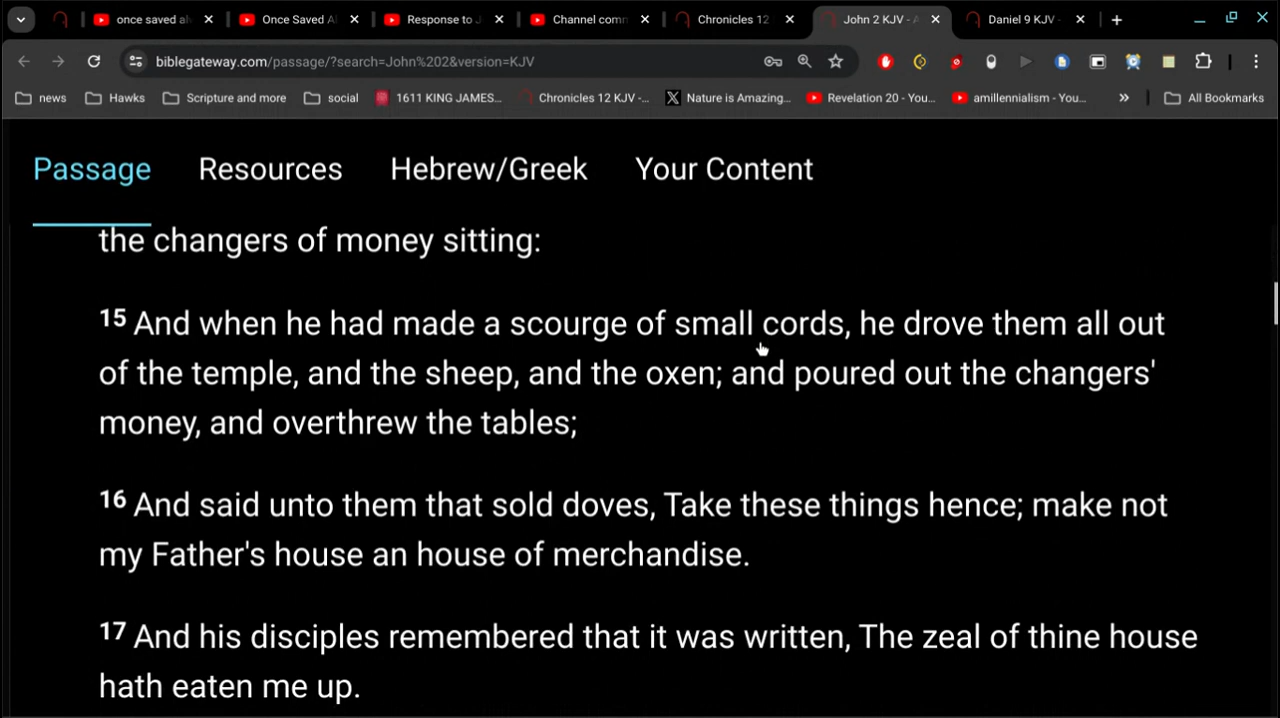 once saved al
Once Saved Al
Response to J
Channel comm
Chronicles 12
John 2 KJV - A
Daniel 9 KJV -
biblegateway.com/passage/?search=John%202&version=KJV
news
Hawks
Scripture and more
social
1611 KING JAMES...
Chronicles 12 KJV -...
Nature is Amazing...
Revelation 20 - You...
amillennialism - You...
»
All Bookmarks
Passage
Resources
Hebrew/Greek
Your Content
the changers of money sitting:
15 And when he had made a scourge of small cords, he drove them all out
of the temple, and the sheep, and the oxen; and poured out the changers'
money, and overthrew the tables;
16 And said unto them that sold doves, Take these things hence; make not
my Father's house an house of merchandise.
17 And his disciples remembered that it was written, The zeal of thine house
hath eaten me up.